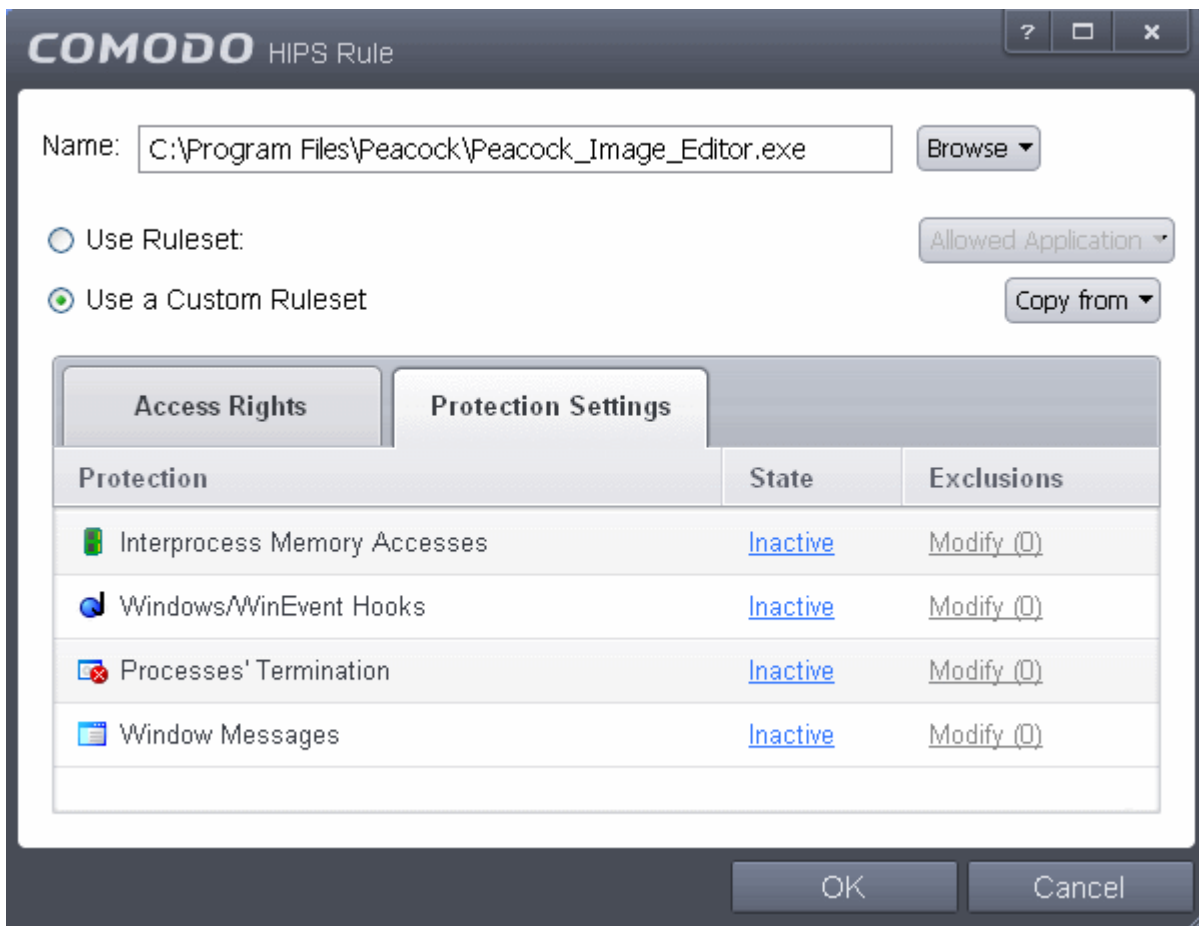 COMODO HIPS Rule ?
Name: C:\Program Files\Peacock\Peacock_Image_Editor.exe Browse
Use Ruleset: Allowed Application
Use a Custom Ruleset Copy from
Access Rights Protection Settings
Protection State Exclusions
Interprocess Memory Accesses Inactive Modify (0)
Windows/WinEvent Hooks Inactive Modify (0)
Processes' Termination Inactive Modify (0)
Window Messages Inactive Modify (0)
OK Cancel